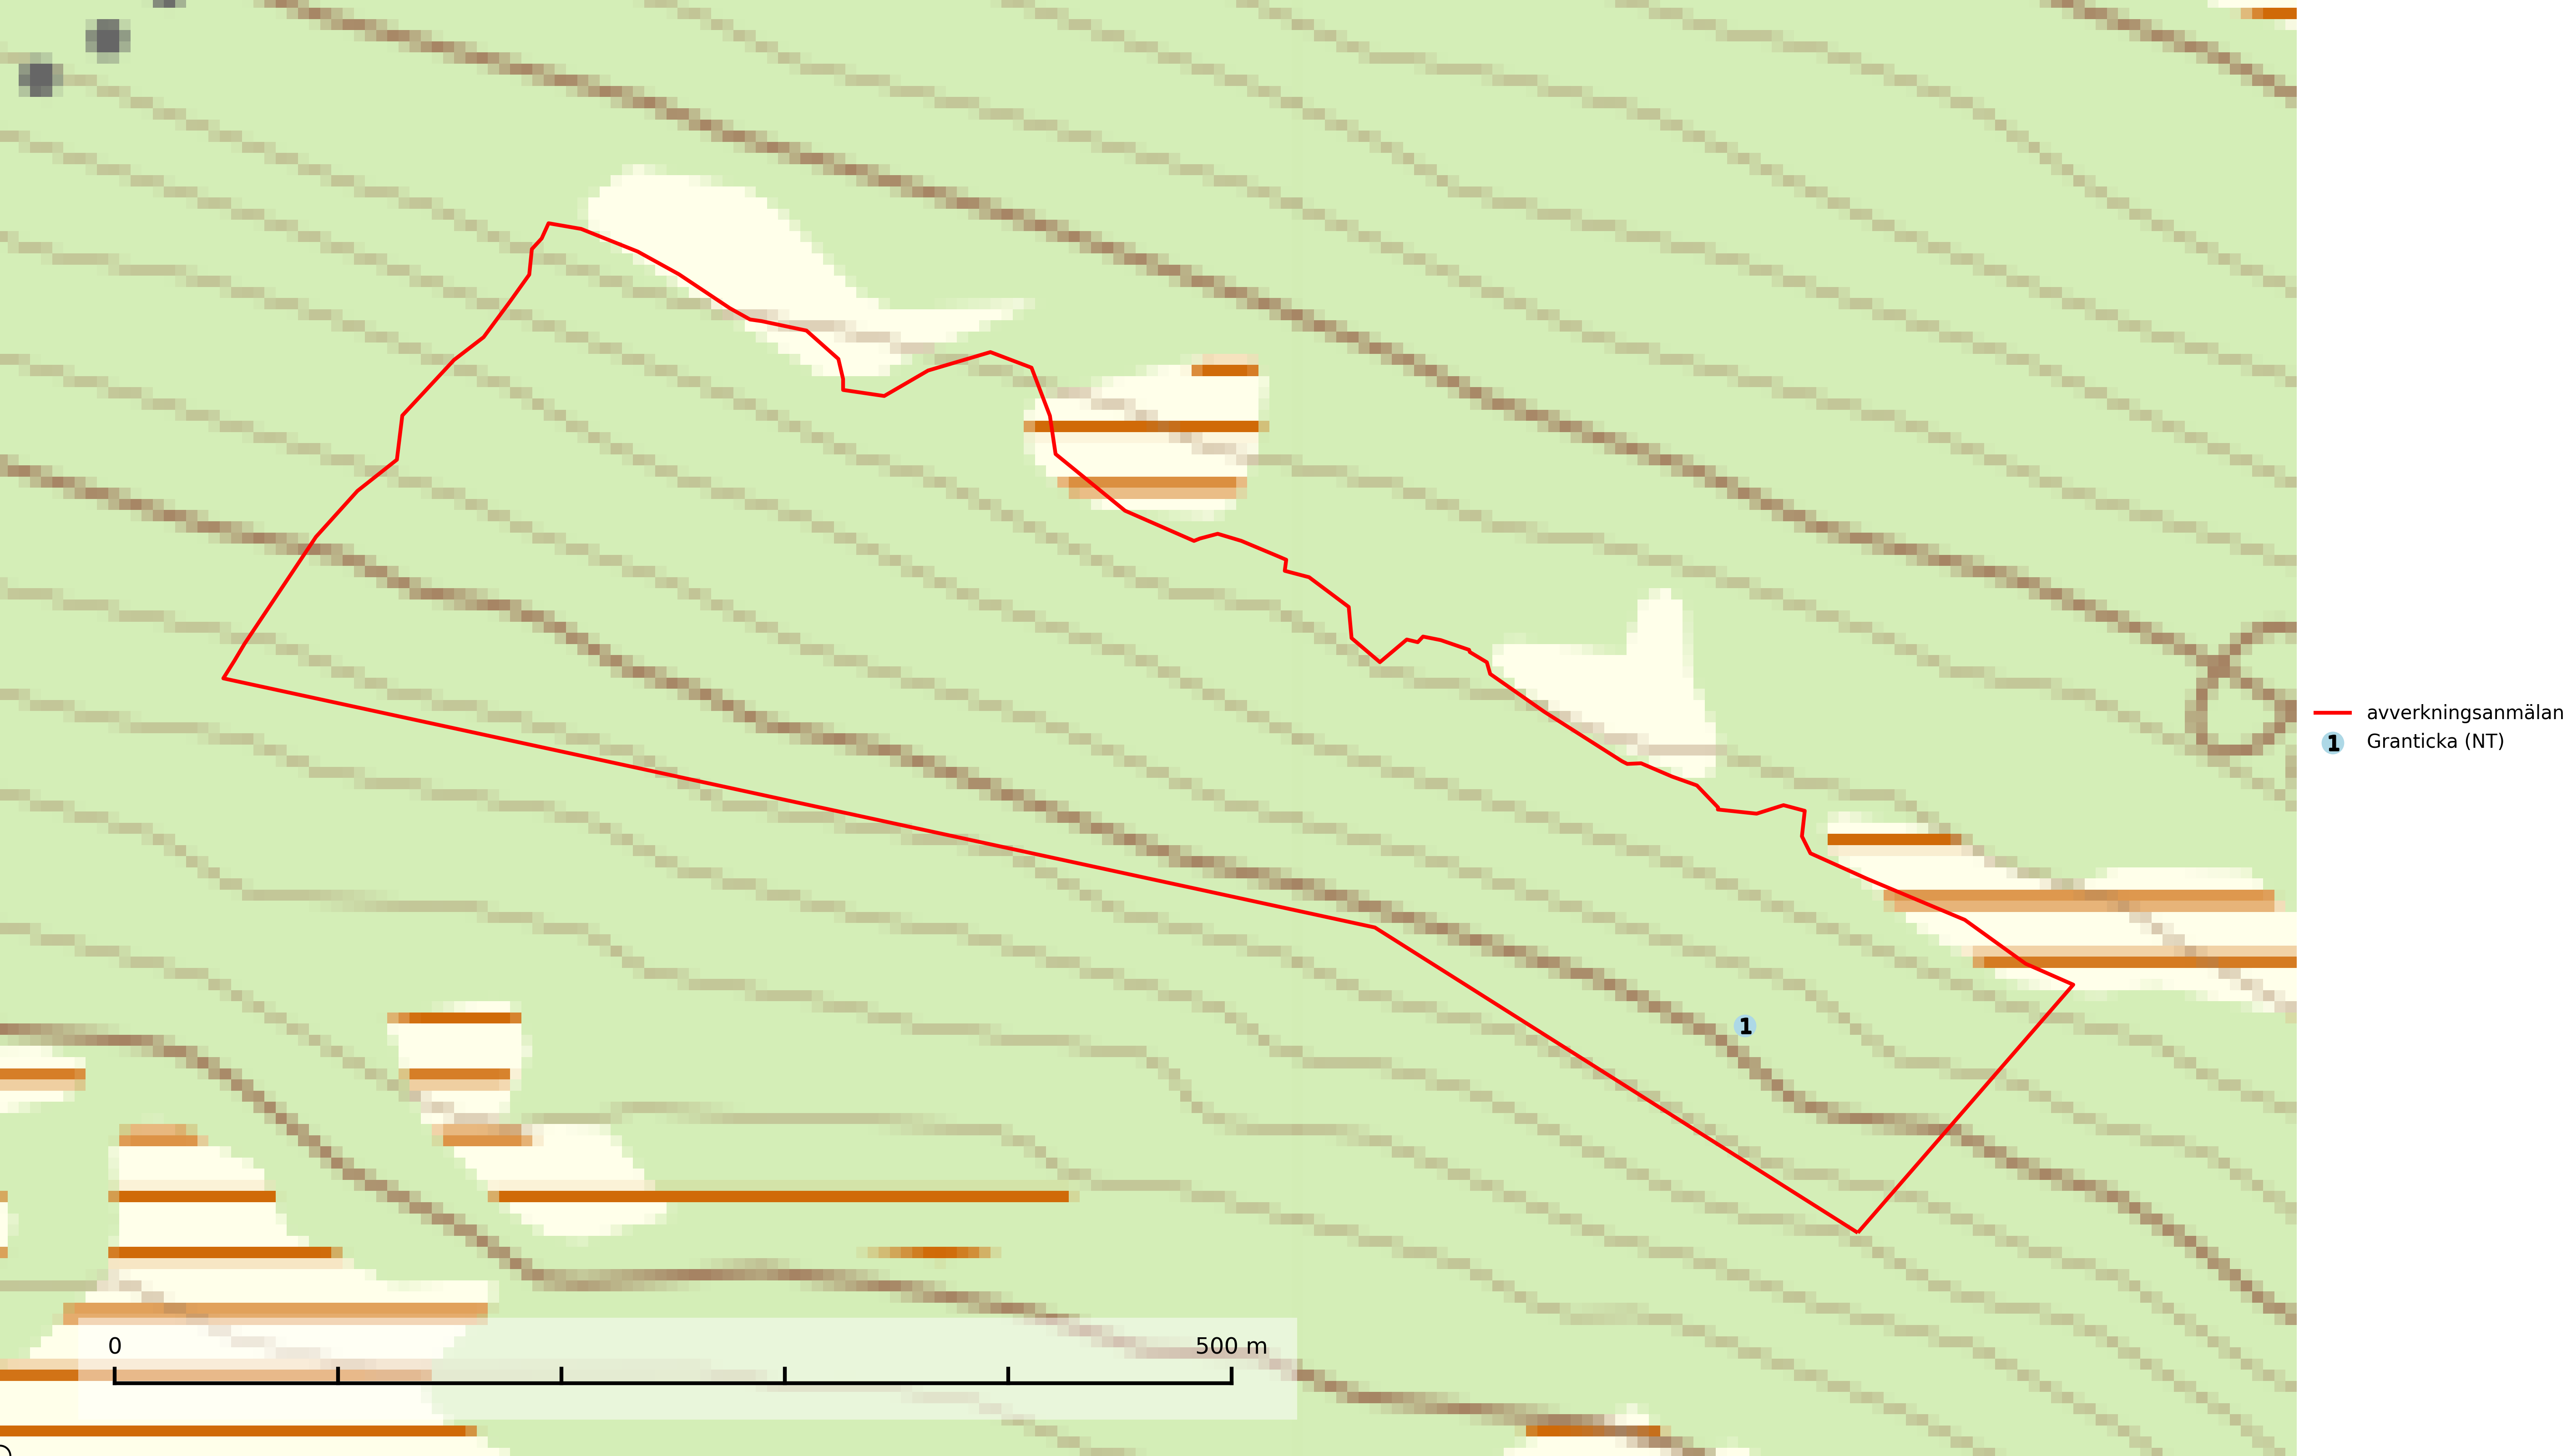 avverkningsanmälan
1 Granticka (NT)
1
0 500 m